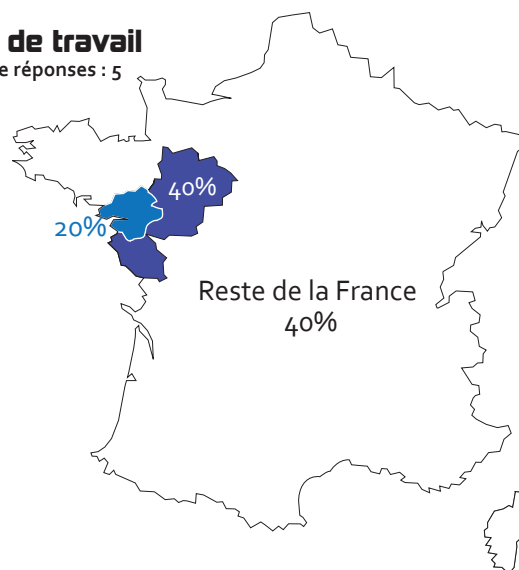 de travail
e réponses : 5
40%
20%
Reste de la France
40%